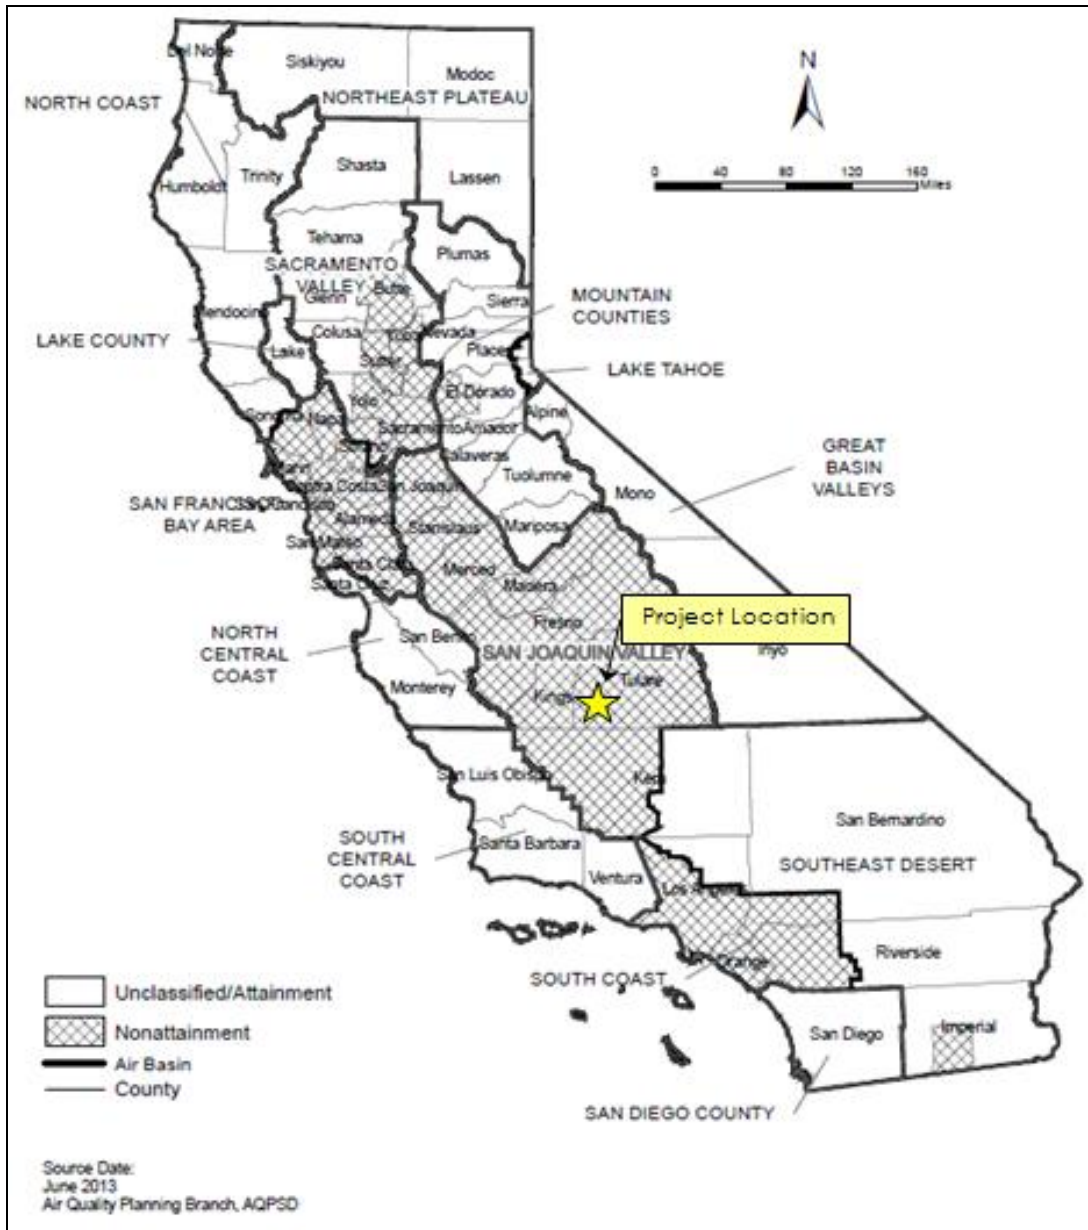 Del Norte
Siskiyou
Modoc
NORTH COAST
NORTHEAST PLATEAU
N
Shasta
Humboldt
Trinity
Lassen
0 40 80 120 160
Miles
Tehama
Plumas
SACRAMENTO
VALLEY
Butte
Glenn
Sierra
MOUNTAIN
COUNTIES
Mendocino
Colusa
Yuba
Nevada
LAKE COUNTY
Lake
Sutter
Placer
LAKE TAHOE
El Dorado
Yolo
Sonoma
Napa
Alpine
Sacramento
Amador
Solano
Calaveras
GREAT
BASIN
VALLEYS
Marin
Contra Costa
San Joaquin
Tuolumne
Mono
SAN FRANCISCO
BAY AREA
San Francisco
Alameda
Stanislaus
Mariposa
San Mateo
Santa Clara
Merced
Madera
Santa Cruz
Project Location
Fresno
NORTH
CENTRAL
COAST
San Benito
SAN JOAQUIN VALLEY
Inyo
Monterey
Kings
Tulare
San Luis Obispo
Kern
San Bernardino
SOUTH
CENTRAL
COAST
Santa Barbara
SOUTHEAST DESERT
Ventura
Los Angeles
Riverside
Orange
SOUTH COAST
Unclassified/Attainment
Nonattainment
Air Basin
County
San Diego
Imperial
SAN DIEGO COUNTY
Source Date:
June 2013
Air Quality Planning Branch, AQPSD